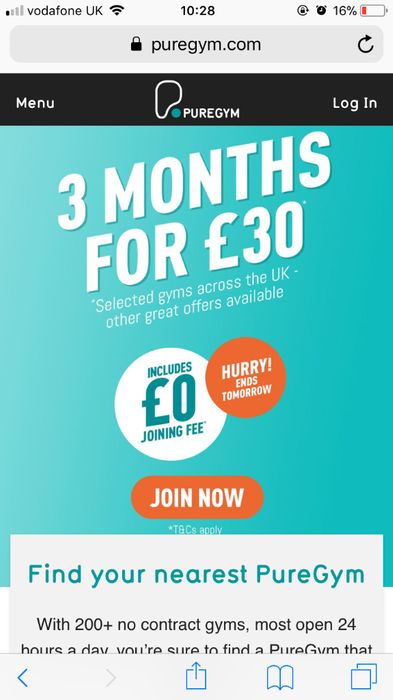 vodafone UK 10:28 16%
puregym.com
Menu PUREGYM Log In
3 MONTHS
FOR £30*
*Selected gyms across the UK -
other great offers available
INCLUDES
£0
JOINING FEE*
HURRY!
ENDS
TOMORROW
JOIN NOW
*T&Cs apply
Find your nearest PureGym
With 200+ no contract gyms, most open 24
hours a day, you're sure to find a PureGym that